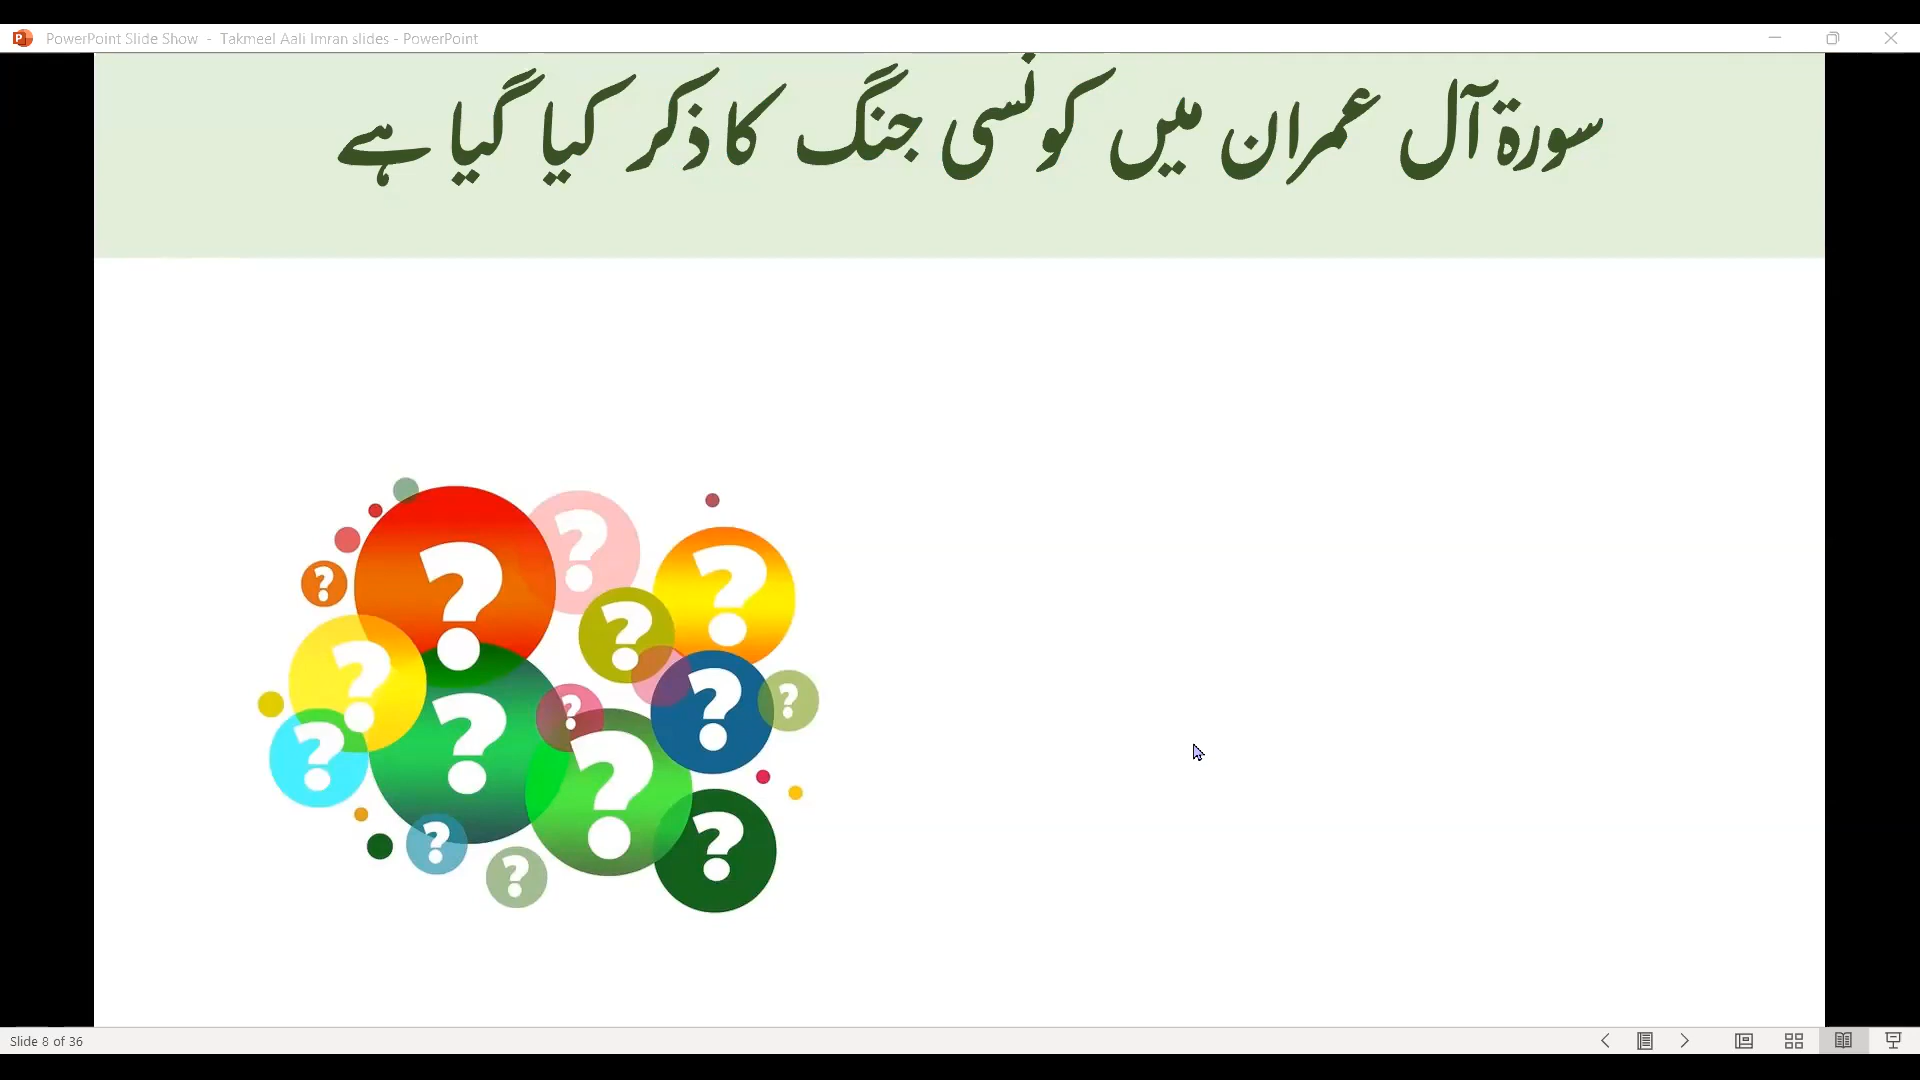 PowerPoint Slide Show - Takmeel Aali Imran slides - PowerPoint
سورۃ آل عمران میں کونسی جنگ کا ذکر کیا گیا ہے
? ? ? ? ? ? ? ? ? ? ? ? ? ?
Slide 8 of 36